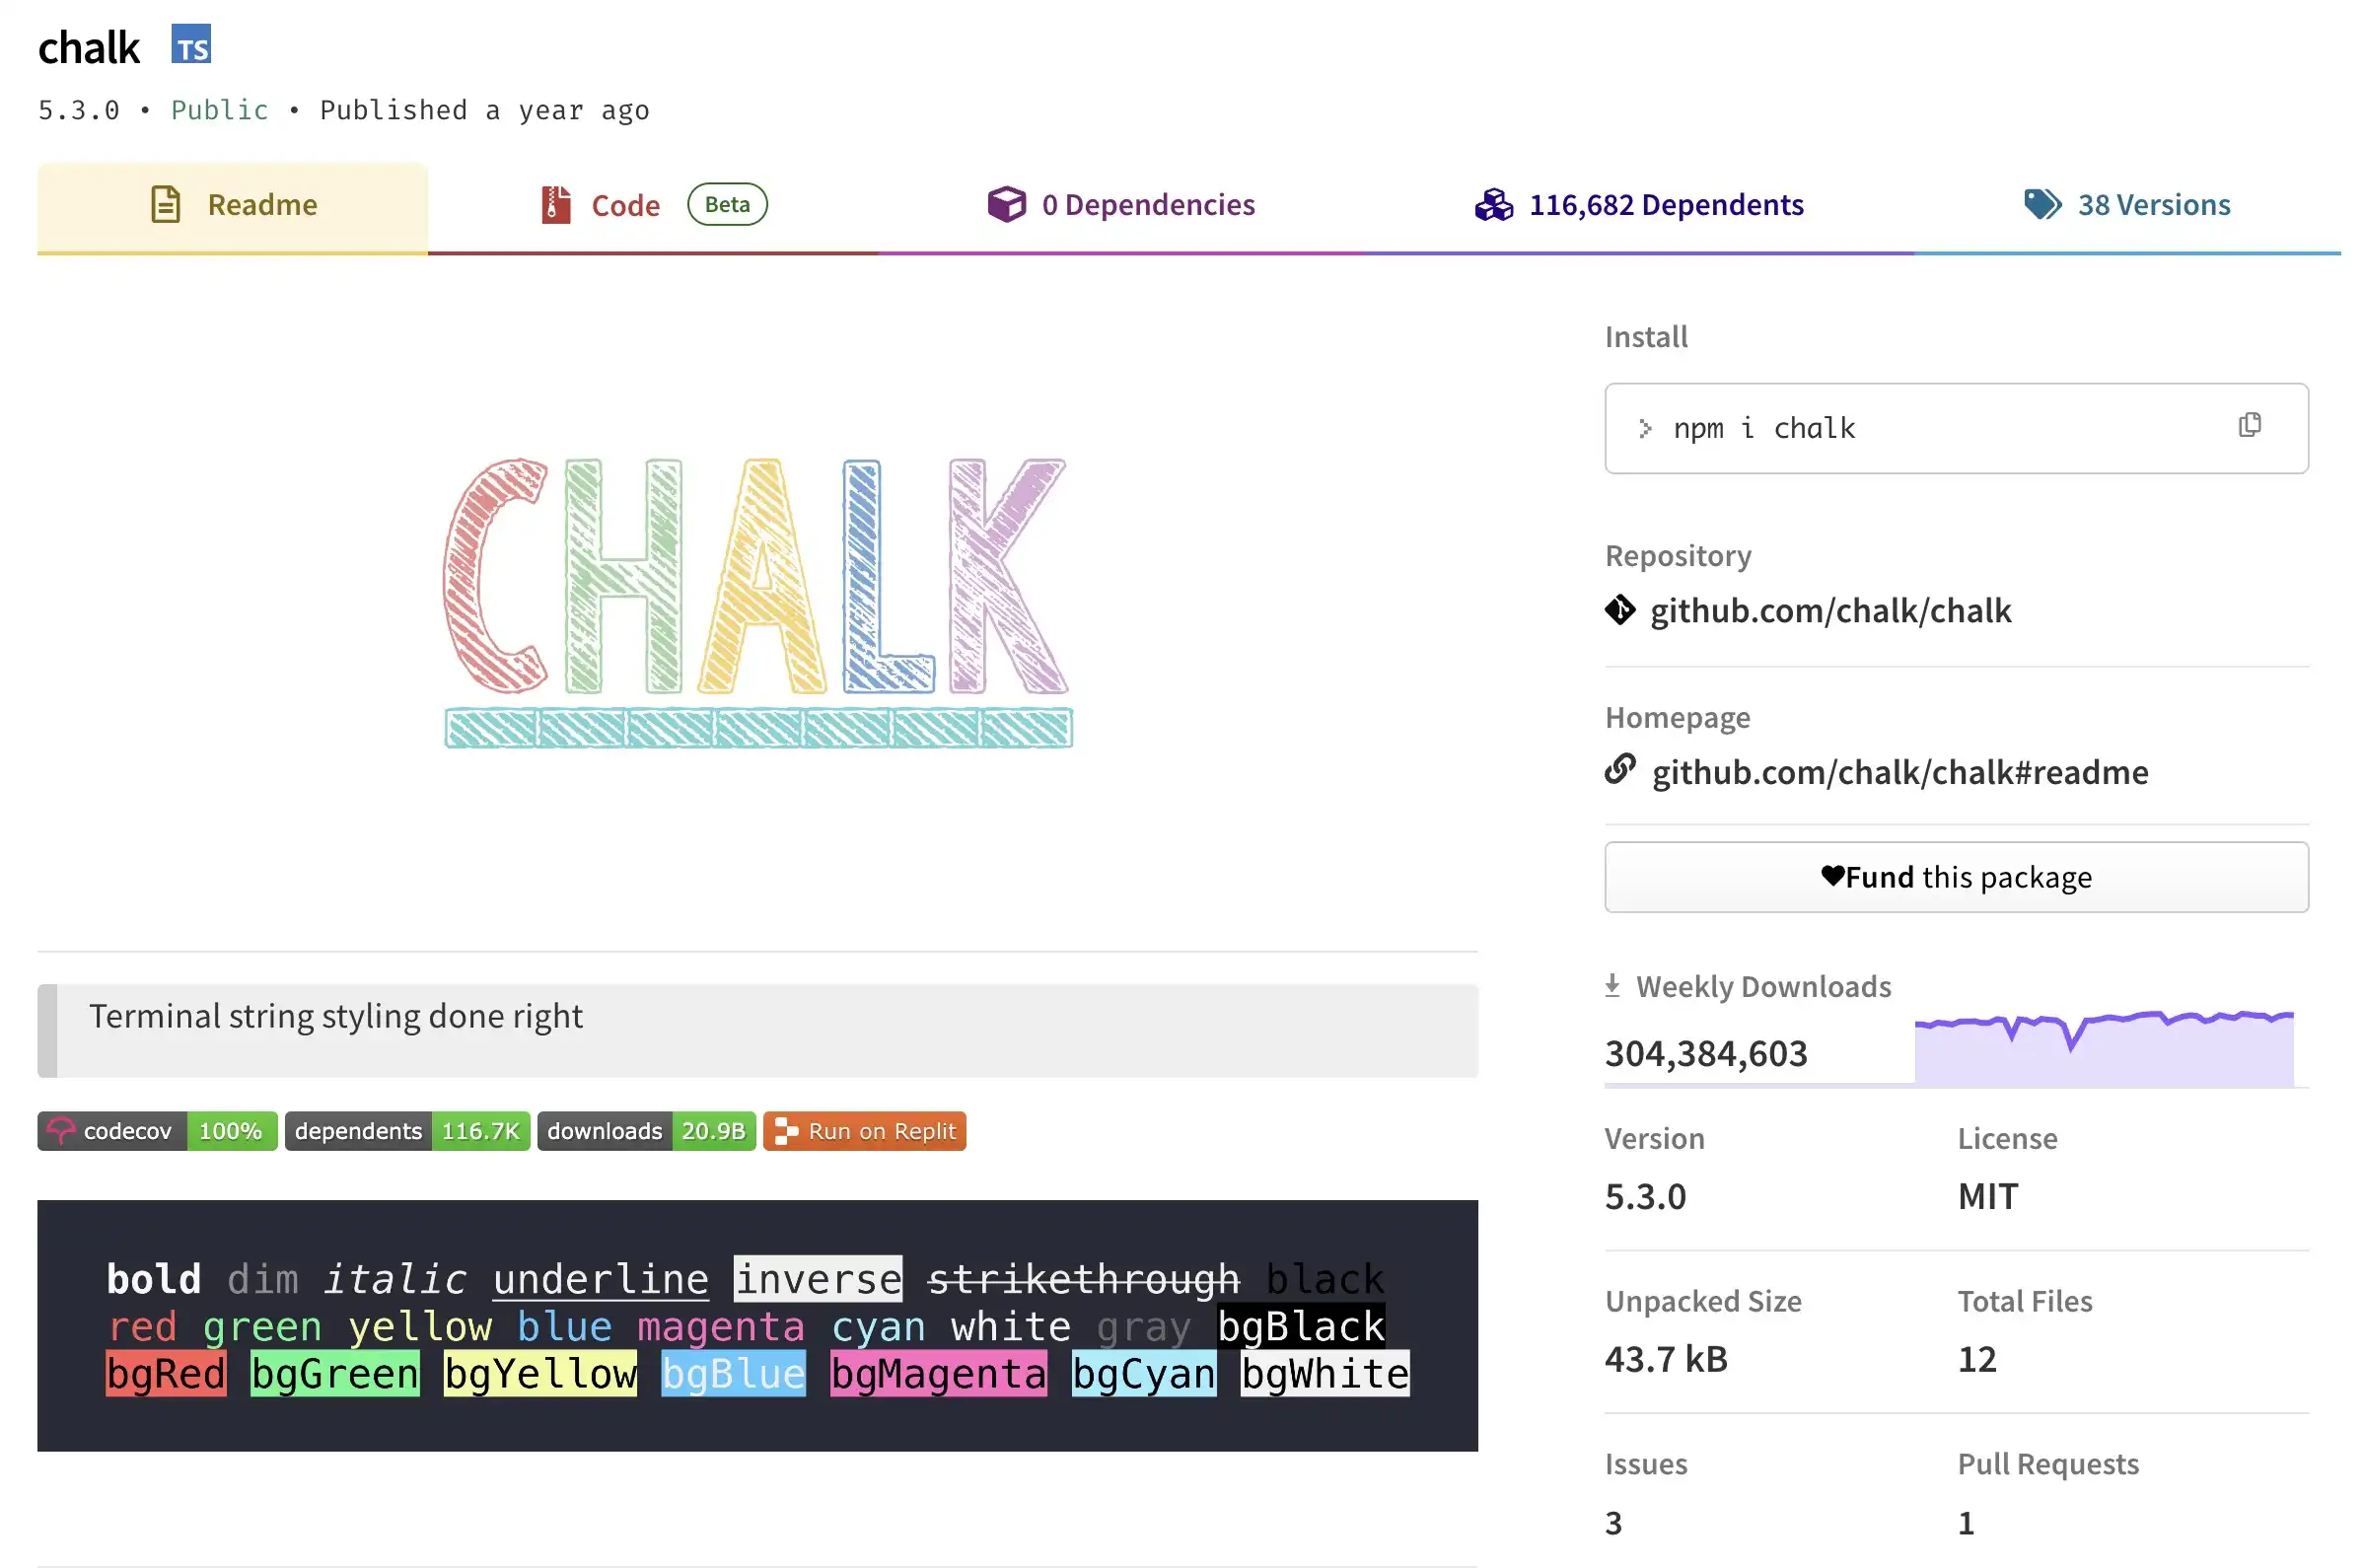 chalk TS
5.3.0 • Public • Published a year ago
Readme
Code Beta
0 Dependencies
116,682 Dependents
38 Versions
CHALK
Terminal string styling done right
codecov 100% dependents 116.7K downloads 20.9B Run on Replit
bold dim italic underline inverse strikethrough black
red green yellow blue magenta cyan white gray bgBlack
bgRed bgGreen bgYellow bgBlue bgMagenta bgCyan bgWhite
Install
> npm i chalk
Repository
github.com/chalk/chalk
Homepage
github.com/chalk/chalk#readme
Fund this package
Weekly Downloads
304,384,603
Version License
5.3.0 MIT
Unpacked Size Total Files
43.7 kB 12
Issues Pull Requests
3 1